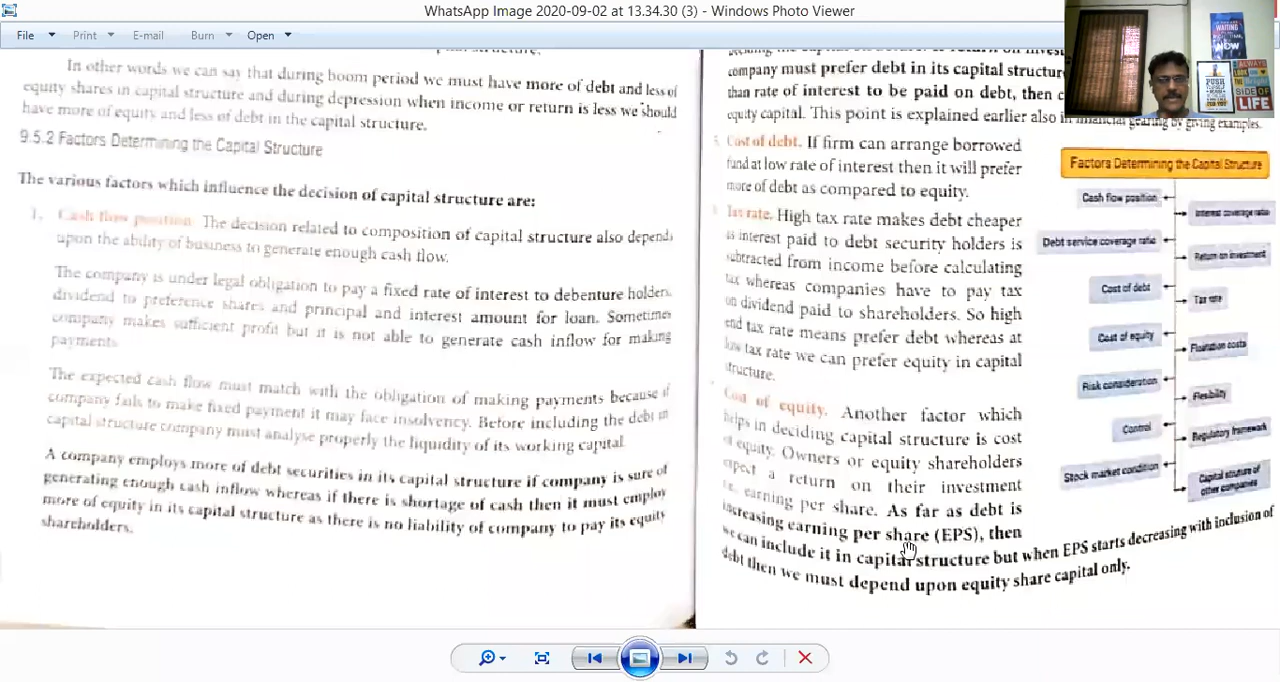 WhatsApp Image 2020-09-02 at 13.34.30 (3) - Windows Photo Viewer
File Print E-mail Burn Open
In other words we can say that during boom period we must have more of debt and less of
equity shares in capital structure and during depression when income or return is less we should
have more of equity and less of debt in the capital structure.
9.5.2 Factors Determining the Capital Structure
The various factors which influence the decision of capital structure are:
1. Cash flow position. The decision related to composition of capital structure also depends
upon the ability of business to generate enough cash flow.
The company is under legal obligation to pay a fixed rate of interest to debenture holders,
dividend to preference shares and principal and interest amount for loan. Sometimes
company makes sufficient profit but it is not able to generate cash inflow for making
payments
The expected cash flow must match with the obligation of making payments because if
company fails to make fixed payment it may face insolvency. Before including the debt in
capital structure company must analyse properly the liquidity of its working capital.
A company employs more of debt securities in its capital structure if company is sure of
generating enough cash inflow whereas if there is shortage of cash then it must employ
more of equity in its capital structure as there is no liability of company to pay its equity
shareholders.
company must prefer debt in its capital structure
than rate of interest to be paid on debt, then
equity capital. This point is explained earlier also in financial gearing by giving examples.
Cost of debt. If firm can arrange borrowed
fund at low rate of interest then it will prefer
more of debt as compared to equity.
Tax rate. High tax rate makes debt cheaper
as interest paid to debt security holders is
subtracted from income before calculating
tax whereas companies have to pay tax
on dividend paid to shareholders. So high
end tax rate means prefer debt whereas at
low tax rate we can prefer equity in capital
structure.
Cost of equity. Another factor which
helps in deciding capital structure is cost
of equity. Owners or equity shareholders
expect a return on their investment
i.e., earning per share. As far as debt is
increasing earning per share (EPS), then
we can include it in capital structure but when EPS starts decreasing with inclusion of
debt then we must depend upon equity share capital only.
Factors Determining the Capital Structure
Cash flow position
Interest coverage ratio
Debt service coverage ratio
Return on investment
Cost of debt
Tax rate
Cost of equity
Floatation costs
Risk consideration
Flexibility
Control
Regulatory framework
Stock market condition
Capital structure of
other companies
WAITING
NOW
PUSH
ALWAYS
LOOK ON
THE
SIDE OF
LIFE